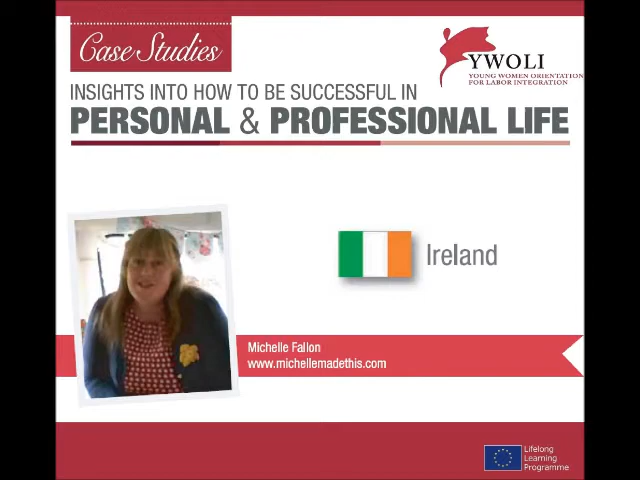 Case Studies
YWOLI
YOUNG WOMEN ORIENTATION
FOR LABOR INTEGRATION
INSIGHTS INTO HOW TO BE SUCCESSFUL IN
PERSONAL & PROFESSIONAL LIFE
Ireland
Michelle Fallon
www.michellemadethis.com
Lifelong
Learning
Programme